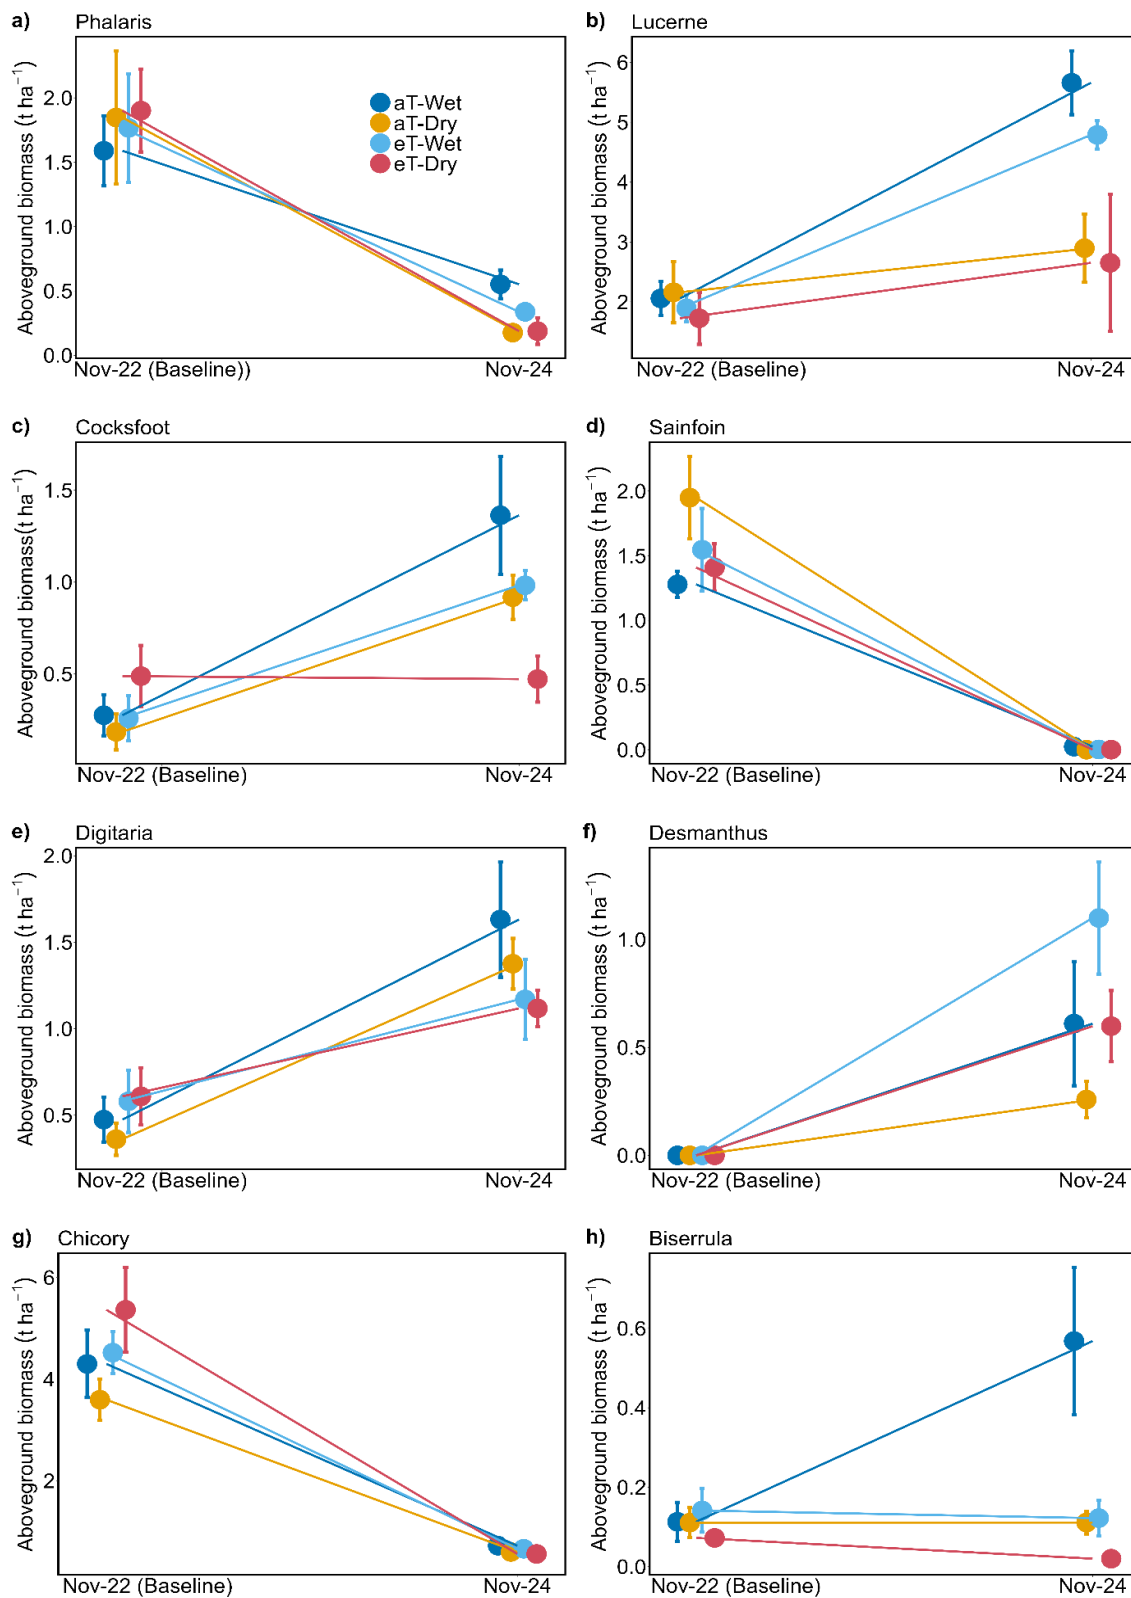 a) Phalaris
Aboveground biomass (t ha⁻¹)
2.0
1.5
1.0
0.5
0.0
aT-Wet
aT-Dry
eT-Wet
eT-Dry
Nov-22 (Baseline)) Nov-24
b) Lucerne
Aboveground biomass (t ha⁻¹)
6
5
4
3
2
Nov-22 (Baseline) Nov-24
c) Cocksfoot
Aboveground biomass(t ha⁻¹)
1.5
1.0
0.5
Nov-22 (Baseline) Nov-24
d) Sainfoin
Aboveground biomass (t ha⁻¹)
2.0
1.5
1.0
0.5
0.0
Nov-22 (Baseline) Nov-24
e) Digitaria
Aboveground biomass (t ha⁻¹)
2.0
1.5
1.0
0.5
Nov-22 (Baseline) Nov-24
f) Desmanthus
Aboveground biomass (t ha⁻¹)
1.0
0.5
0.0
Nov-22 (Baseline) Nov-24
g) Chicory
Aboveground biomass (t ha⁻¹)
6
4
2
Nov-22 (Baseline) Nov-24
h) Biserrula
Aboveground biomass (t ha⁻¹)
0.6
0.4
0.2
0.0
Nov-22 (Baseline) Nov-24